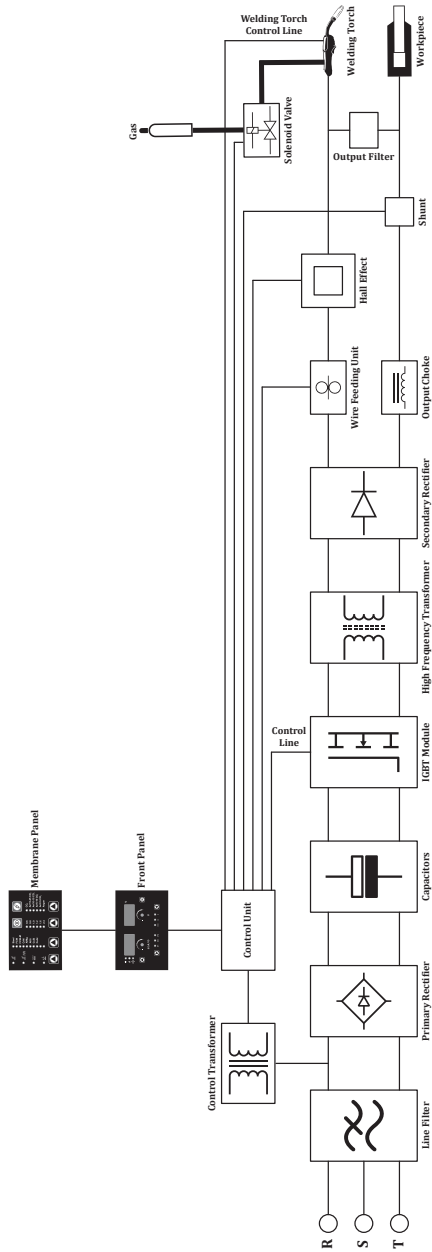 Welding Torch
Control Line
Gas
Solenoid Valve
Welding Torch
Workpiece
Output Filter
Shunt
Hall Effect
Wire Feeding Unit
Output Choke
Secondary Rectifier
High Frequency Transformer
Control
Line
IGBT Module
Membrane Panel
Front Panel
Control Unit
Capacitors
Control Transformer
Primary Rectifier
Line Filter
R
S
T